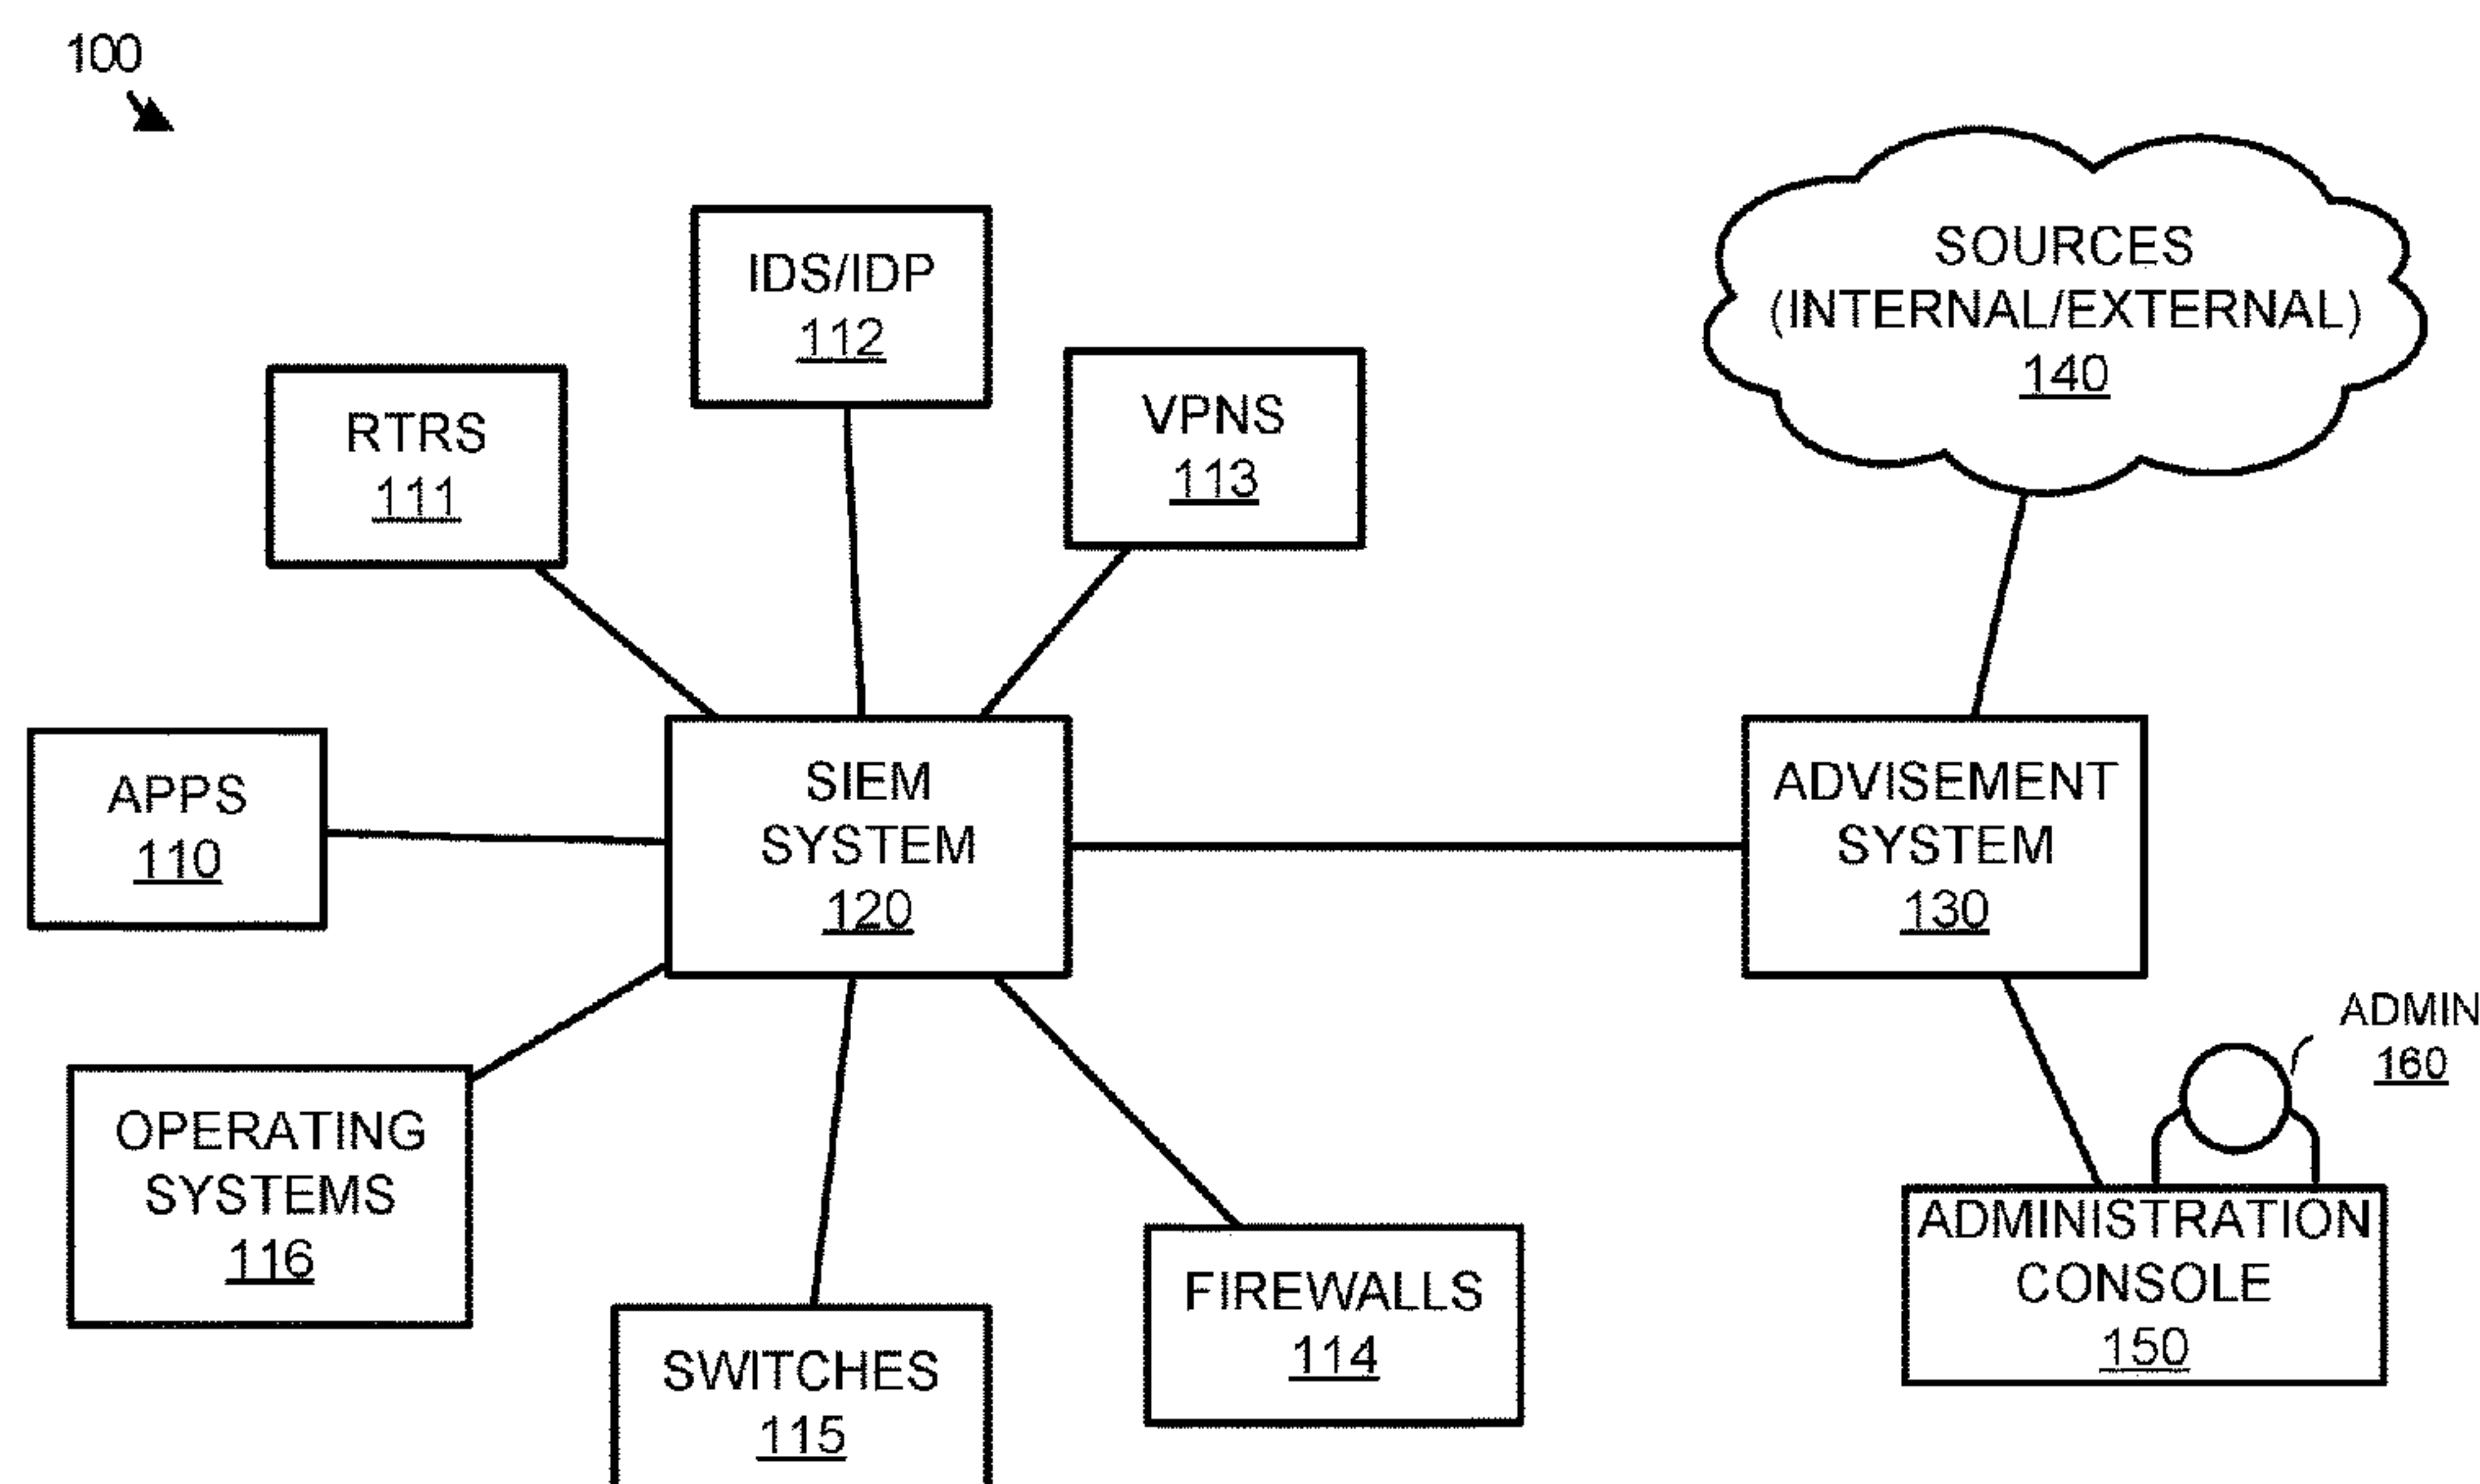 100
IDS/IDP
112
SOURCES
(INTERNAL/EXTERNAL)
140
RTRS
111
VPNS
113
APPS
110
SIEM
SYSTEM
120
ADVISEMENT
SYSTEM
130
ADMIN
160
OPERATING
SYSTEMS
116
SWITCHES
115
FIREWALLS
114
ADMINISTRATION
CONSOLE
150